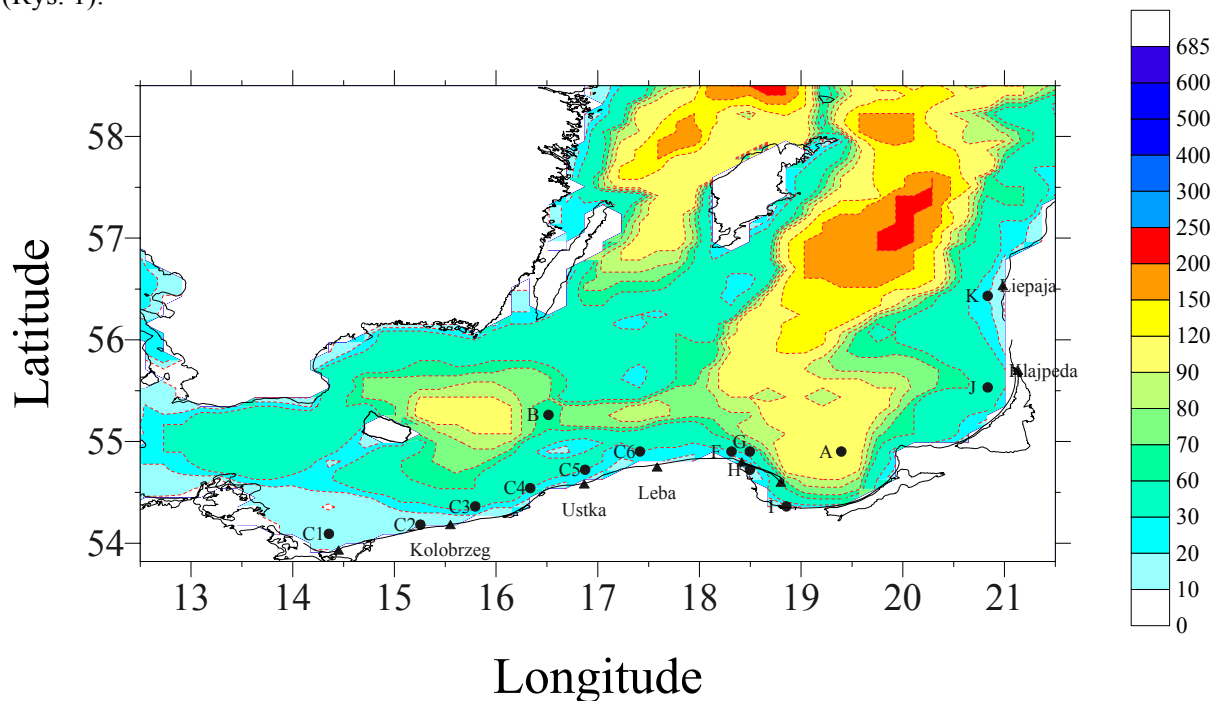 (Rys. 1).
685
600
500
400
300
250
200
150
120
90
80
70
60
30
20
10
0
58
57
56
55
54
Latitude
K Liepaja
Klajpeda
J
B
A
C6 F G
C5 H
C4
Leba
C3 I
Ustka
C2
C1
Kolobrzeg
13 14 15 16 17 18 19 20 21
Longitude